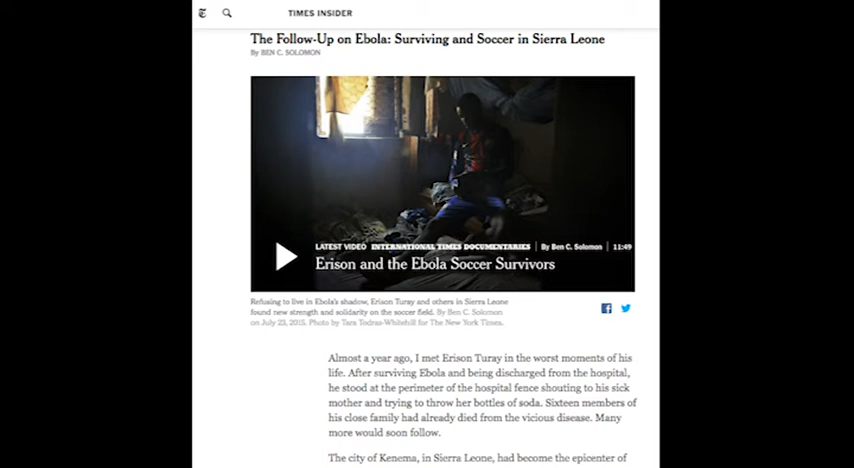 TIMES INSIDER
The Follow-Up on Ebola: Surviving and Soccer in Sierra Leone
By BEN C. SOLOMON
LATEST VIDEO INTERNATIONAL TIMES DOCUMENTARIES | By Ben C. Solomon | 11:49
Erison and the Ebola Soccer Survivors
Refusing to live in Ebola's shadow, Erison Turay and others in Sierra Leone
found new strength and solidarity on the soccer field. By Ben C. Solomon
on July 23, 2015. Photo by Tara Todras-Whitehill for The New York Times.
Almost a year ago, I met Erison Turay in the worst moments of his
life. After surviving Ebola and being discharged from the hospital,
he stood at the perimeter of the hospital fence shouting to his sick
mother and trying to throw her bottles of soda. Sixteen members of
his close family had already died from the vicious disease. Many
more would soon follow.
The city of Kenema, in Sierra Leone, had become the epicenter of